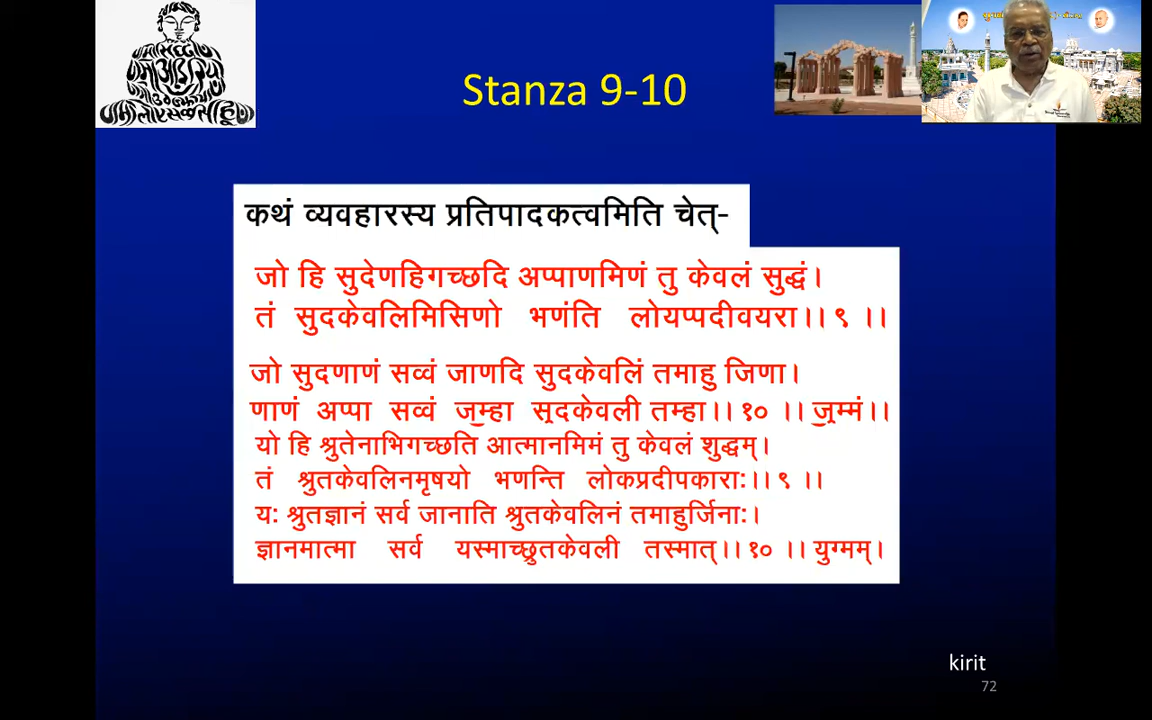 Stanza 9-10
कथं व्यवहारस्य प्रतिपादकत्वमिति चेत्-
जो हि सुदेणहिगच्छदि अप्पाणमिणं तु केवलं सुद्धं।
तं सुदकेवलिमिसिणो भणंति लोयप्पदीवयरा।। ९ ।।
जो सुदणाणं सव्वं जाणदि सुदकेवलिं तमाहु जिणा।
णाणं अप्पा सव्वं जम्हा सुदकेवली तम्हा।। १० ।। जुम्मं।।
यो हि श्रुतेनाभिगच्छति आत्मानमिमं तु केवलं शुद्धम्।
तं श्रुतकेवलिनमृषयो भणन्ति लोकप्रदीपकाराः।। ९ ।।
यः श्रुतज्ञानं सर्व जानाति श्रुतकेवलिनं तमाहुर्जिनाः।
ज्ञानमात्मा सर्व यस्माच्छ्रुतकेवली तस्मात्।। १० ।। युग्मम्।
kirit
72